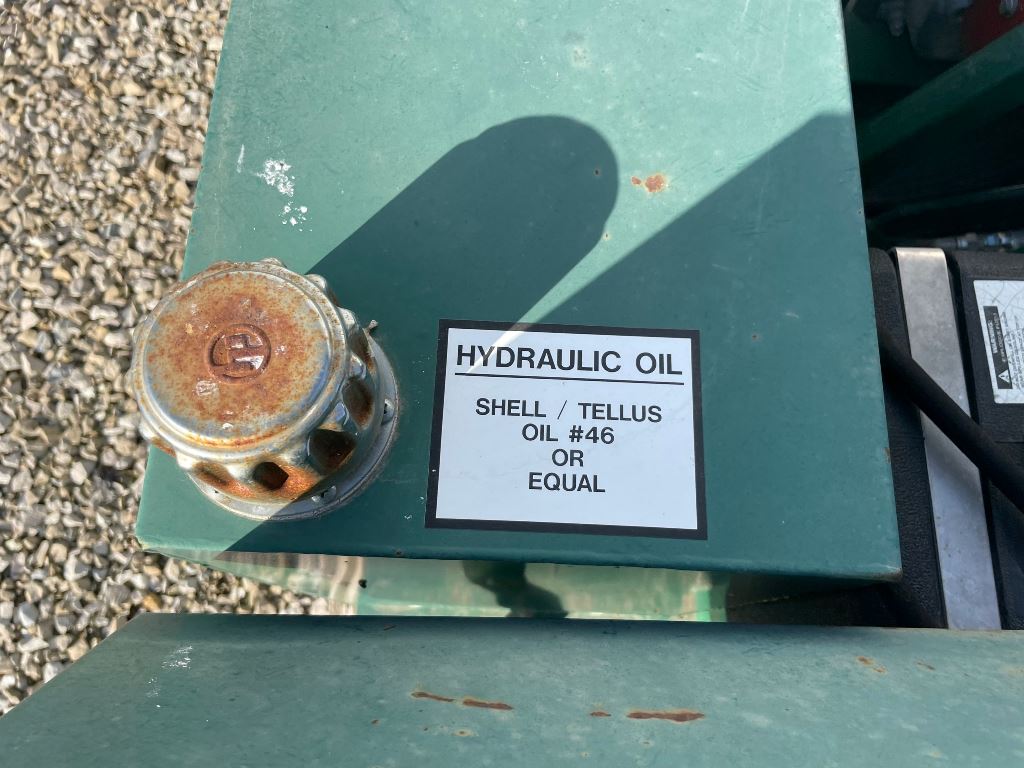 HYDRAULIC OIL
SHELL / TELLUS
OIL #46
OR
EQUAL